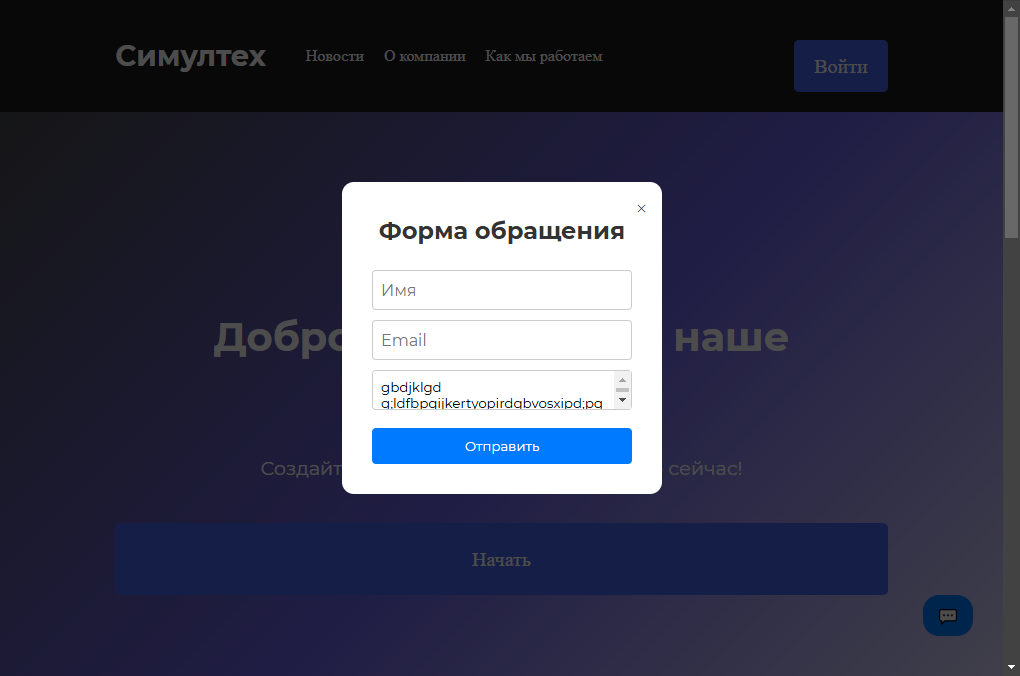 Симултех
Новости О компании Как мы работаем
Войти
Форма обращения
Имя
Email
наше
gbdjklgd
g;ldfbpgijkertyopirdgbvosxipd;pg
Отправить
Создайт сейчас!
Начать